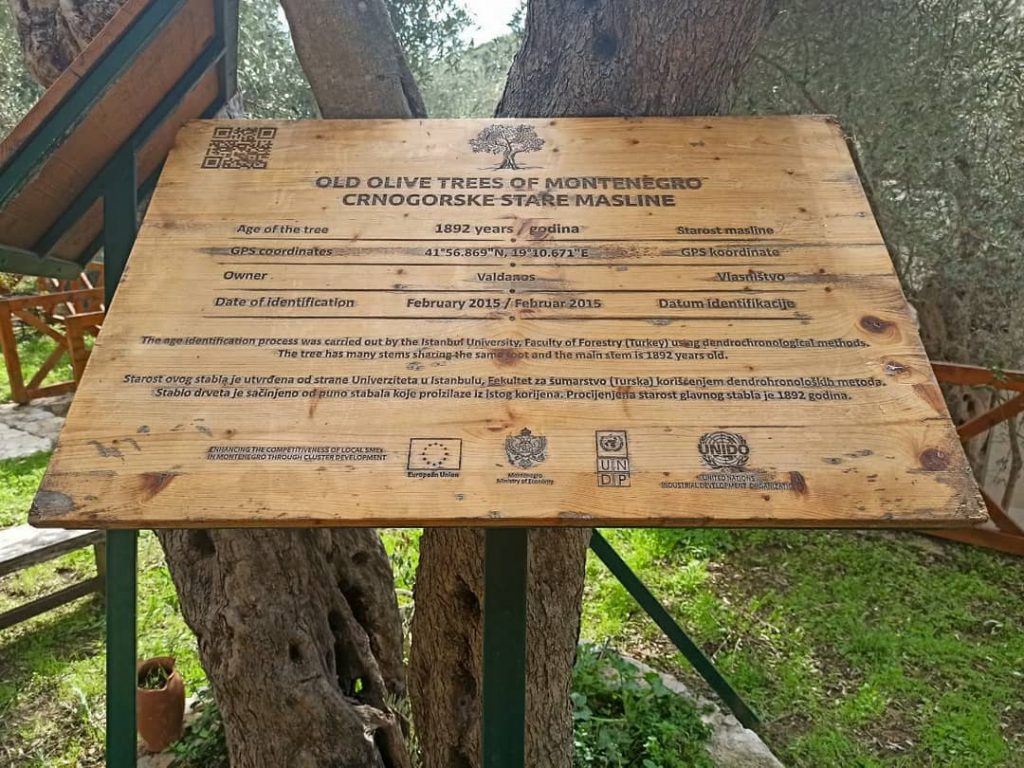 OLD OLIVE TREES OF MONTENEGRO
CRNOGORSKE STARE MASLINE
Age of the tree 1892 years / godina Starost masline
GPS coordinates 41°56.869"N, 19°10.671"E GPS koordinate
Owner Valdanos Vlasništvo
Date of identification February 2015 / Februar 2015 Datum identifikacije
The age identification process was carried out by the Istanbul University, Faculty of Forestry (Turkey) using dendrochronological methods.
The tree has many stems sharing the same root and the main stem is 1892 years old.
Starost ovog stabla je utvrđena od strane Univerziteta u Istanbulu, Fekultet za šumarstvo (Turska) korišćenjem dendrohronoloških metoda.
Stablo drveta je sačinjeno od puno stabala koje proizilaze iz istog korijena. Procijenjena starost glavnog stabla je 1892 godina.
ENHANCING THE COMPETITIVENESS OF LOCAL SMEs
IN MONTENEGRO THROUGH CLUSTER DEVELOPMENT
European Union
Montenegro
Ministry of Economy
UN
DP
UNIDO
UNITED NATIONS
INDUSTRIAL DEVELOPMENT ORGANIZATION